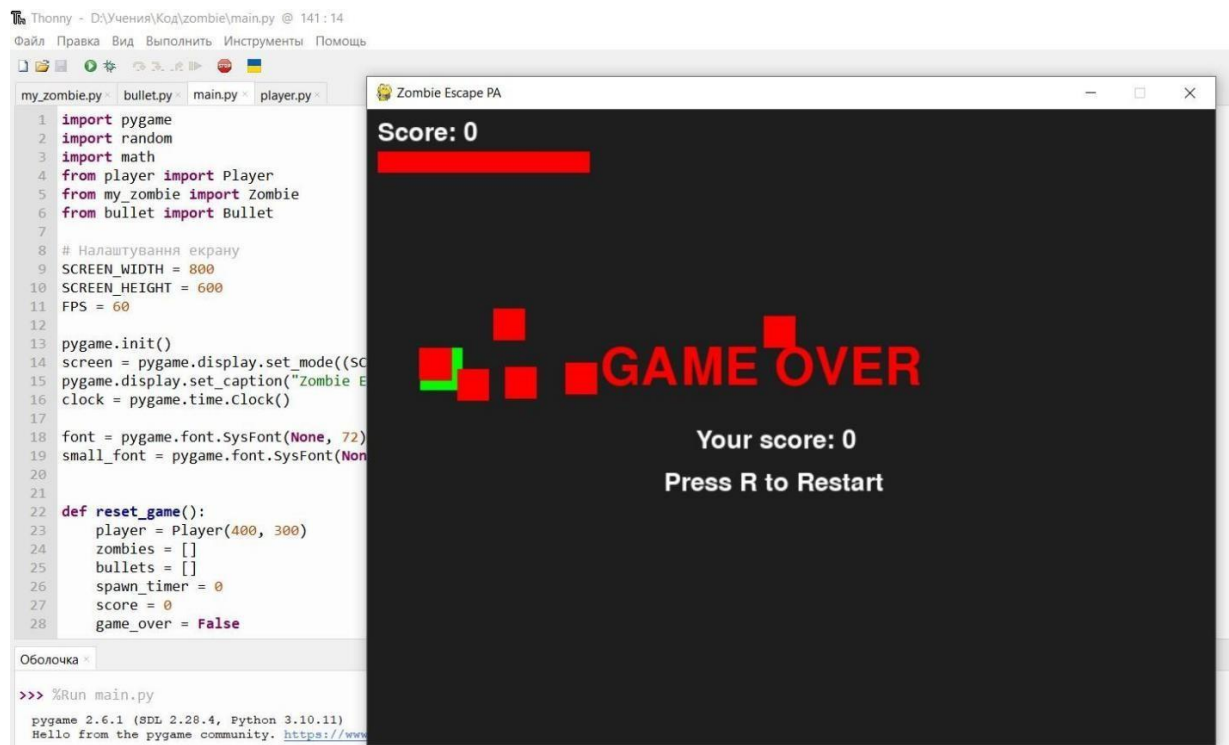 Thonny - D:\Учения\Код\zombie\main.py @ 141 : 14
Файл Правка Вид Выполнить Инструменты Помощь
my_zombie.py × bullet.py × main.py × player.py ×
1 import pygame
2 import random
3 import math
4 from player import Player
5 from my_zombie import Zombie
6 from bullet import Bullet
7
8 # Налаштування екрану
9 SCREEN_WIDTH = 800
10 SCREEN_HEIGHT = 600
11 FPS = 60
12
13 pygame.init()
14 screen = pygame.display.set_mode((SC
15 pygame.display.set_caption("Zombie E
16 clock = pygame.time.Clock()
17
18 font = pygame.font.SysFont(None, 72)
19 small_font = pygame.font.SysFont(Non
20
21
22 def reset_game():
23 player = Player(400, 300)
24 zombies = []
25 bullets = []
26 spawn_timer = 0
27 score = 0
28 game_over = False
Оболочка ×
>>> %Run main.py
pygame 2.6.1 (SDL 2.28.4, Python 3.10.11)
Hello from the pygame community. https://www
Zombie Escape PA
Score: 0
GAME OVER
Your score: 0
Press R to Restart